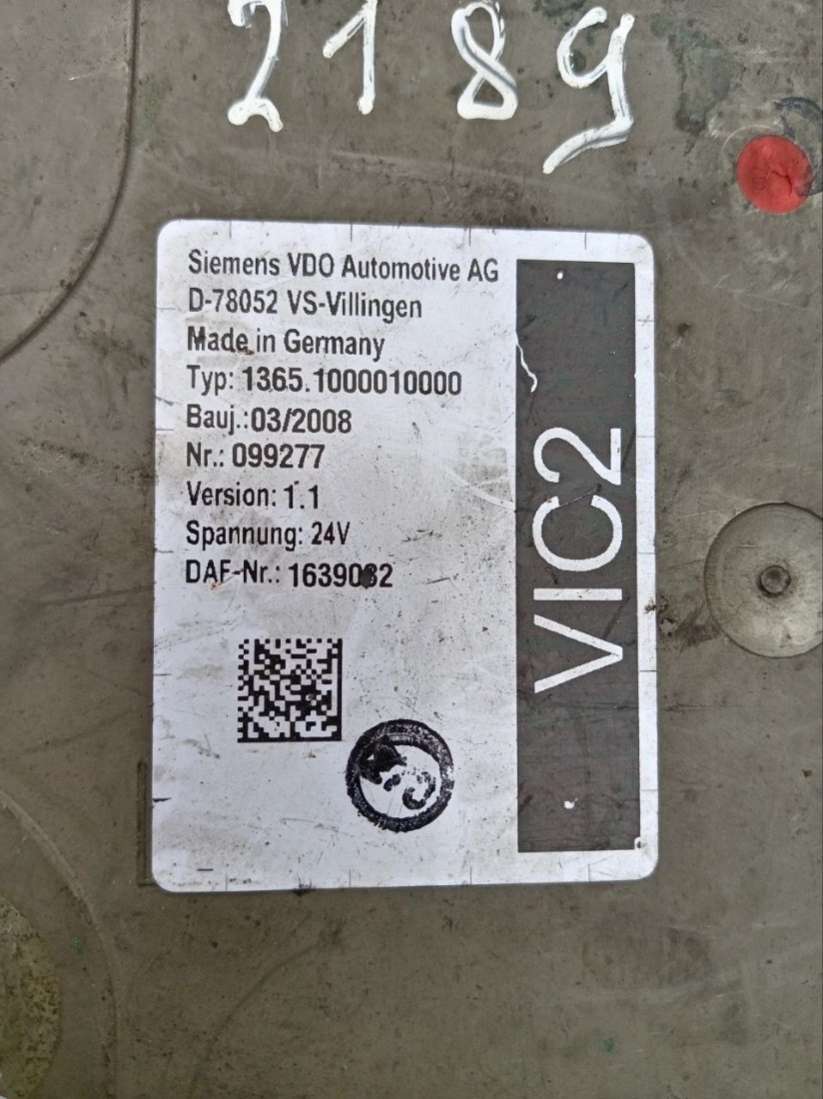 2189
Siemens VDO Automotive AG
D-78052 VS-Villingen
Made in Germany
Typ: 1365.1000010000
Bauj.:03/2008
Nr.: 099277
Version: 1.1
Spannung: 24V
DAF-Nr.:
VIC2